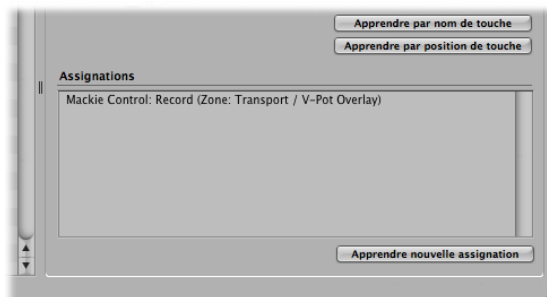 Apprendre par nom de touche
Apprendre par position de touche
Assignations
Mackie Control: Record (Zone: Transport / V-Pot Overlay)
Apprendre nouvelle assignation